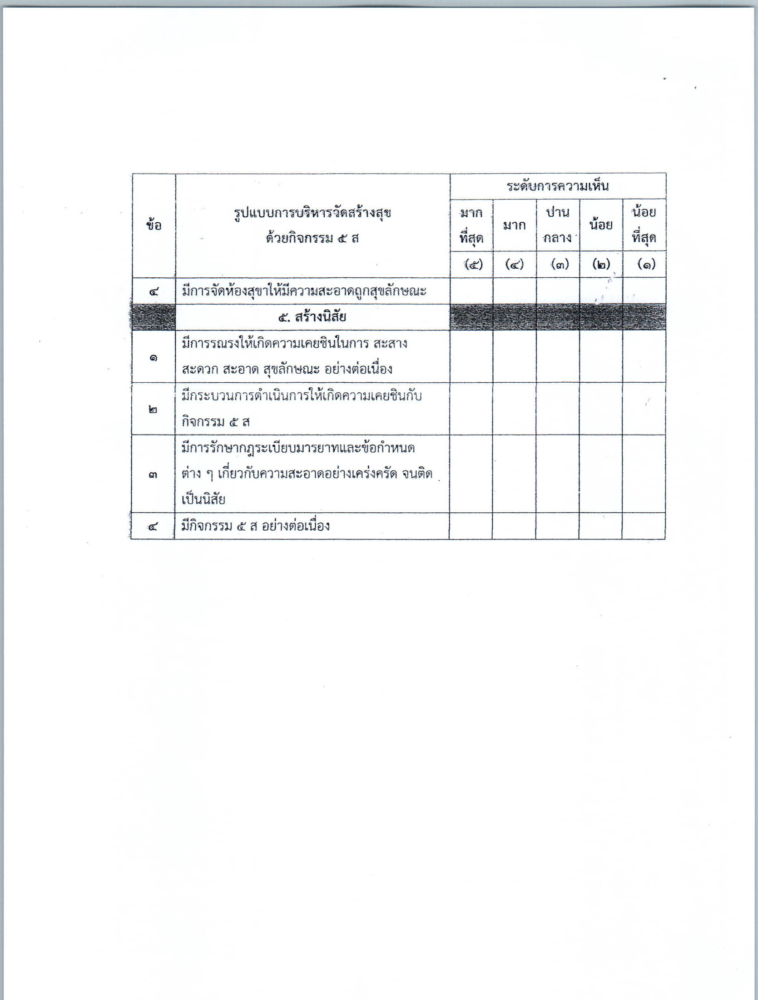 ข้อ
รูปแบบการบริหารวัดสร้างสุข
ด้วยกิจกรรม ๕ ส
ระดับการความเห็น
มาก
ที่สุด
มาก
ปาน
กลาง
น้อย
น้อย
ที่สุด
(๕) (๔) (๓) (๒) (๑)
๔ มีการจัดห้องสุขาให้มีความสะอาดถูกสุขลักษณะ
๕. สร้างนิสัย
๑ มีการรณรงให้เกิดความเคยชินในการ สะสาง
สะดวก สะอาด สุขลักษณะ อย่างต่อเนื่อง
๒ มีกระบวนการดำเนินการให้เกิดความเคยชินกับ
กิจกรรม ๕ ส
๓ มีการรักษากฎระเบียบมารยาทและข้อกำหนด
ต่าง ๆ เกี่ยวกับความสะอาดอย่างเคร่งครัด จนติด
เป็นนิสัย
๔ มีกิจกรรม ๕ ส อย่างต่อเนื่อง